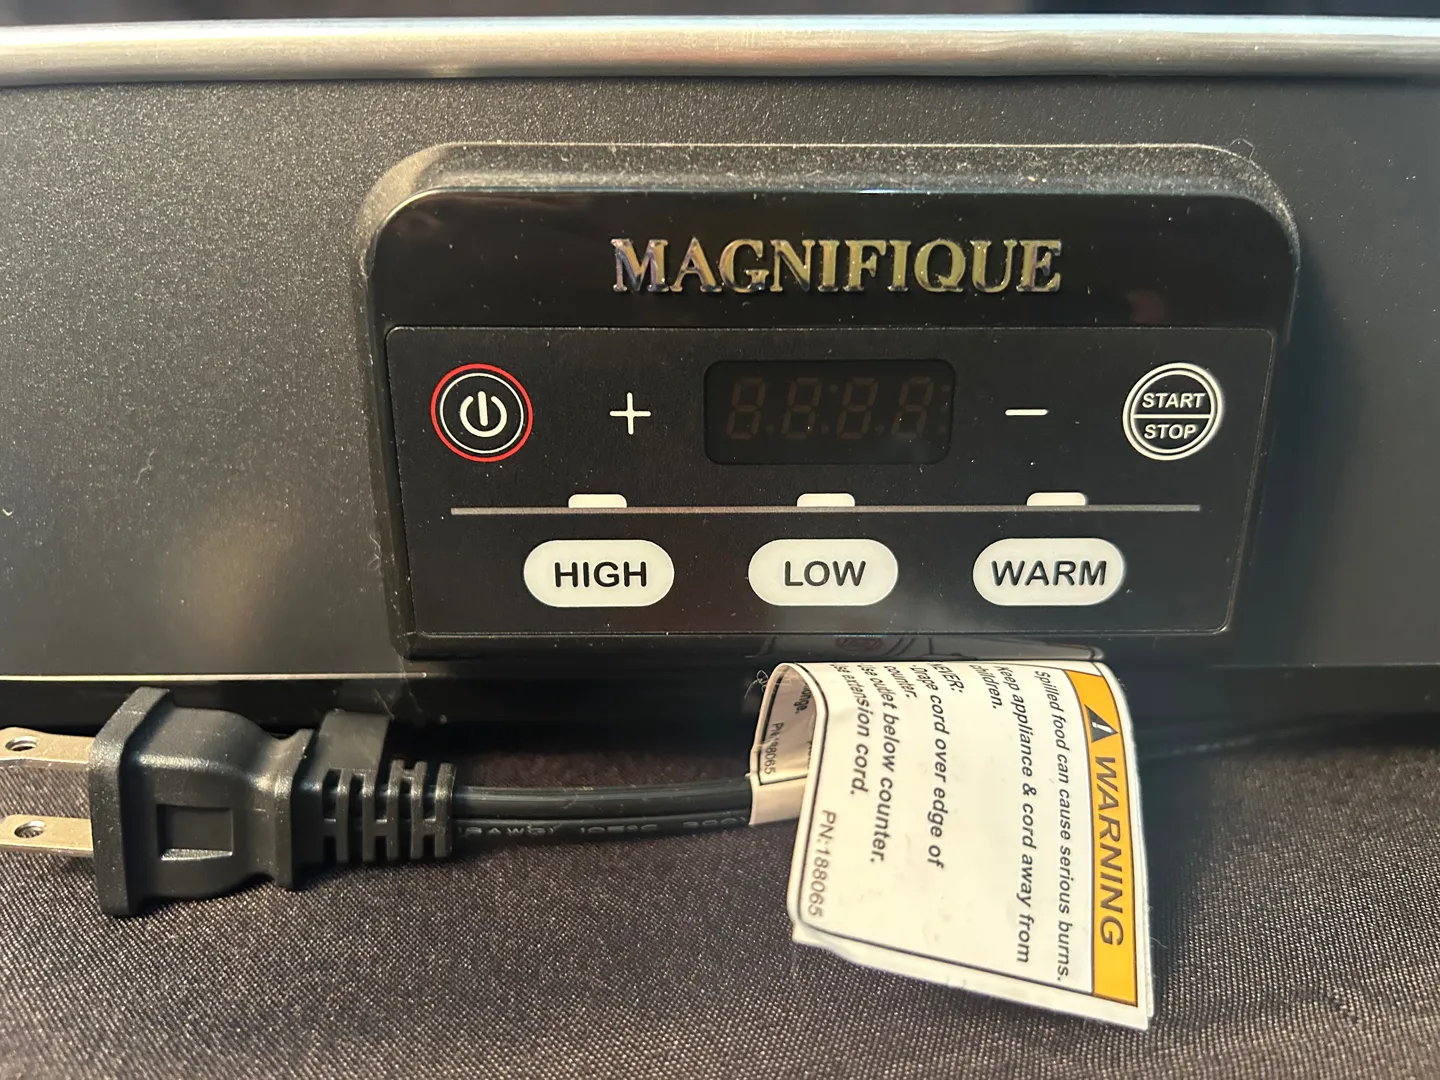 MAGNIFIQUE
START
STOP
HIGH
LOW
WARM
WARNING
Spilled food can cause serious burns.
Keep appliance & cord away from
children.
NEVER:
-Drape cord over edge of
counter.
outlet below counter.
extension cord.
PN:188065